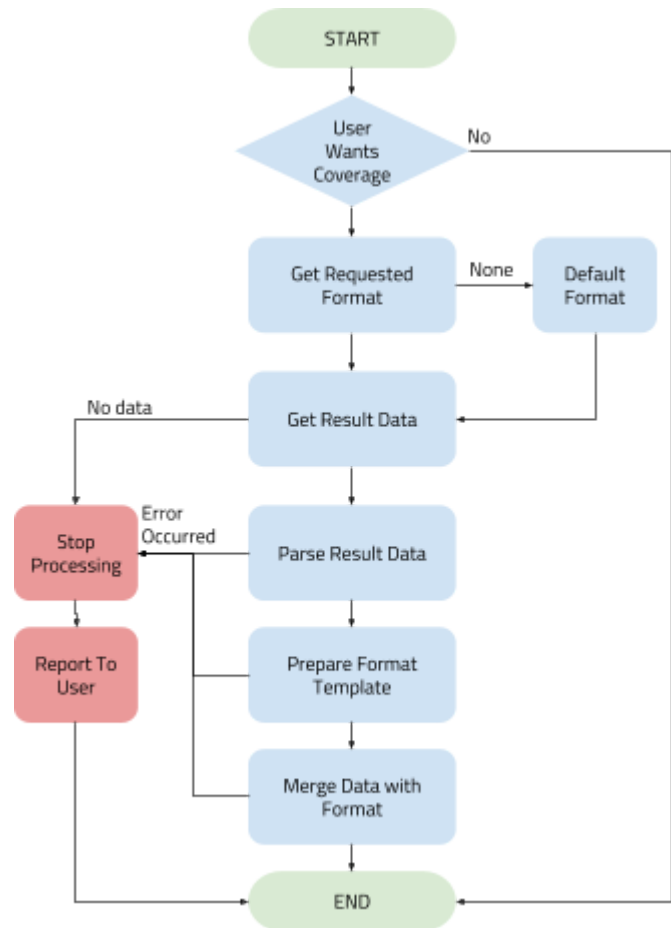 START
User
Wants
Coverage
No
Get Requested
Format
None
Default
Format
No data
Get Result Data
Error
Occurred
Stop
Processing
Parse Result Data
Report To
User
Prepare Format
Template
Merge Data with
Format
END